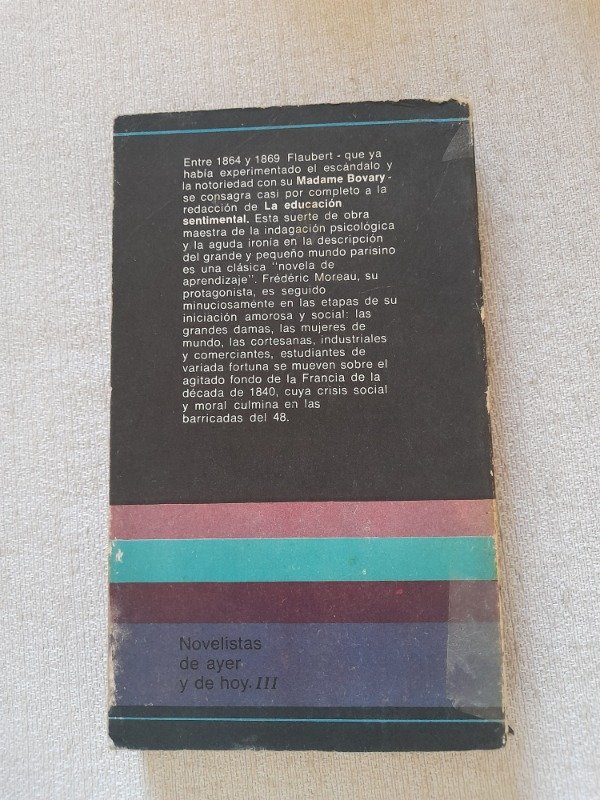 Entre 1864 y 1869 Flaubert - que ya
había experimentado el escándalo y
la notoriedad con su Madame Bovary -
se consagra casi por completo a la
redacción de La educación
sentimental. Esta suerte de obra
maestra de la indagación psicológica
y la aguda ironía en la descripción
del grande y pequeño mundo parisino
es una clásica "novela de
aprendizaje". Frédéric Moreau, su
protagonista, es seguido
minuciosamente en las etapas de su
iniciación amorosa y social: las
grandes damas, las mujeres de
mundo, las cortesanas, industriales
y comerciantes, estudiantes de
variada fortuna se mueven sobre el
agitado fondo de la Francia de la
década de 1840, cuya crisis social
y moral culmina en las
barricadas del 48.
Novelistas
de ayer
y de hoy. III